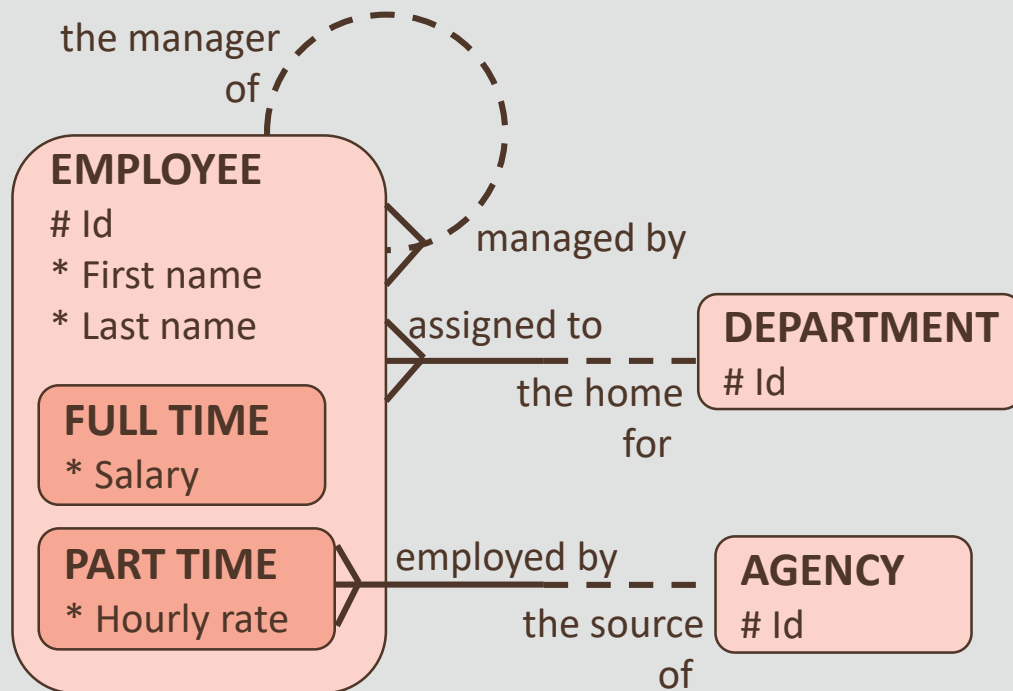 the manager
of
EMPLOYEE
# Id
* First name
* Last name
managed by
assigned to
the home
for
DEPARTMENT
# Id
FULL TIME
* Salary
PART TIME
* Hourly rate
employed by
the source
of
AGENCY
# Id